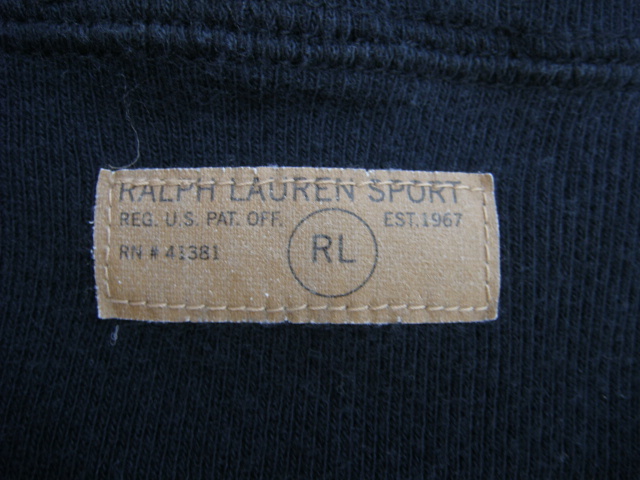 RALPH LAUREN SPORT
REG. U.S. PAT. OFF. EST.1967
RN # 41381 RL